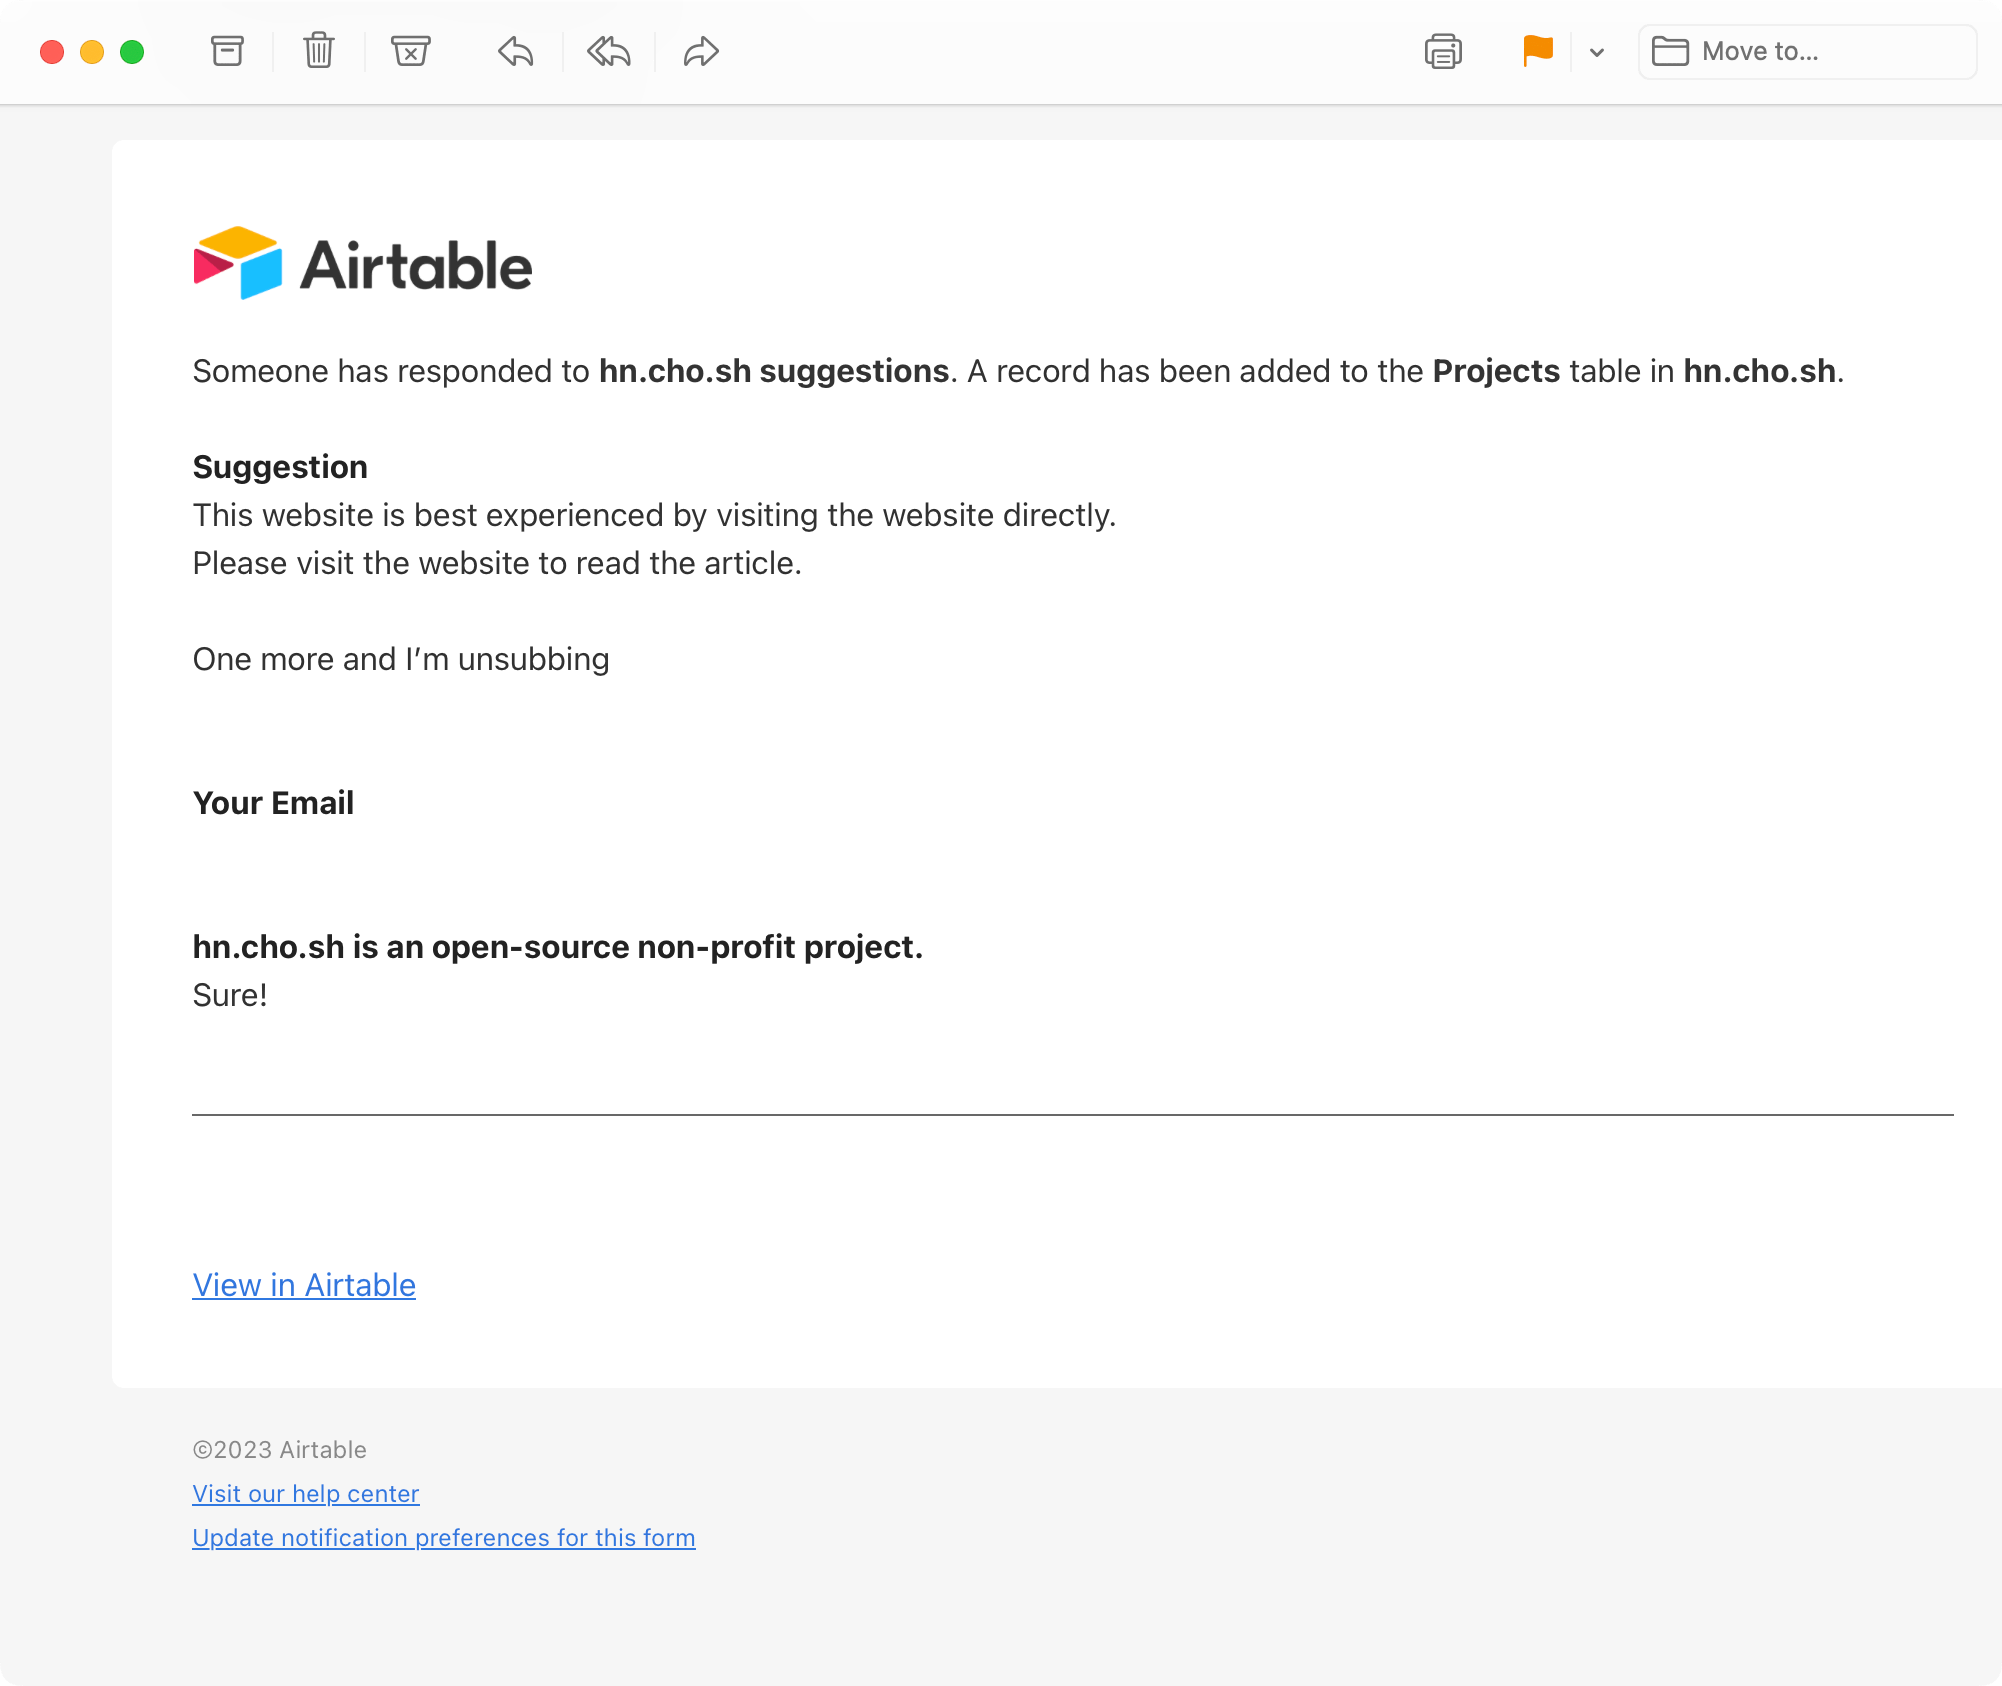 Move to...
Airtable
Someone has responded to hn.cho.sh suggestions. A record has been added to the Projects table in hn.cho.sh.
Suggestion
This website is best experienced by visiting the website directly.
Please visit the website to read the article.
One more and I’m unsubbing
Your Email
hn.cho.sh is an open-source non-profit project.
Sure!
View in Airtable
©2023 Airtable
Visit our help center
Update notification preferences for this form